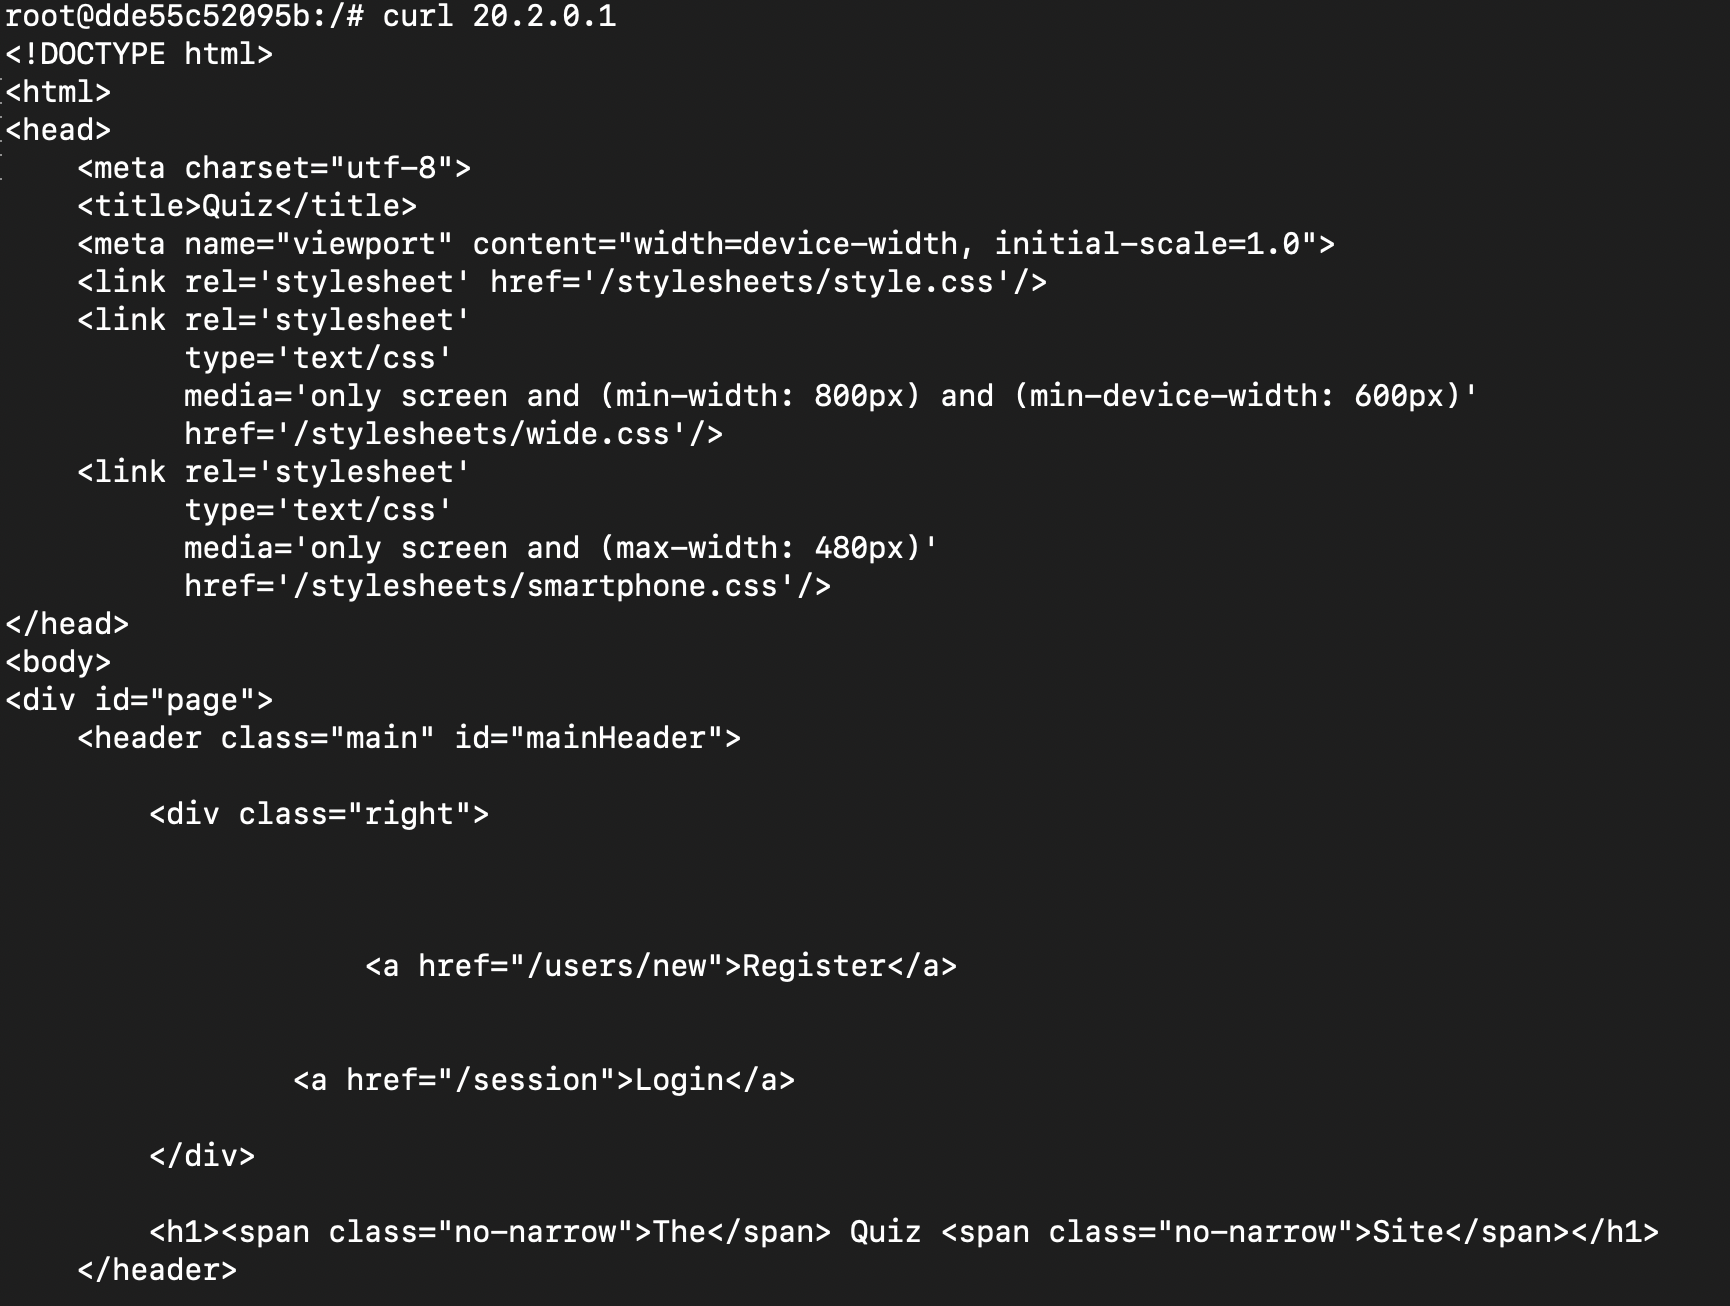 root@dde55c52095b:/# curl 20.2.0.1
<!DOCTYPE html>
<html>
<head>
    <meta charset="utf-8">
    <title>Quiz</title>
    <meta name="viewport" content="width=device-width, initial-scale=1.0">
    <link rel='stylesheet' href='/stylesheets/style.css'/>
    <link rel='stylesheet'
          type='text/css'
          media='only screen and (min-width: 800px) and (min-device-width: 600px)'
          href='/stylesheets/wide.css'/>
    <link rel='stylesheet'
          type='text/css'
          media='only screen and (max-width: 480px)'
          href='/stylesheets/smartphone.css'/>
</head>
<body>
<div id="page">
    <header class="main" id="mainHeader">
        <div class="right">
                    <a href="/users/new">Register</a>
                <a href="/session">Login</a>
        </div>
        <h1><span class="no-narrow">The</span> Quiz <span class="no-narrow">Site</span></h1>
    </header>